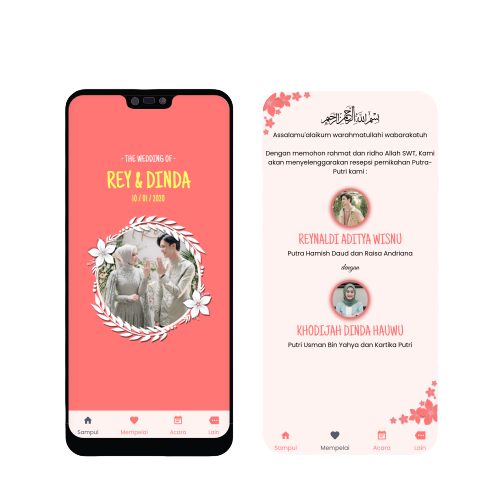 - THE WEDDING OF -
REY & DINDA
10 / 01 / 2020
Sampul
Mempelai
Acara
Lain
بسم الله الرحمن الرحيم
Assalamu'alaikum warahmatullahi wabarakatuh
Dengan memohon rahmat dan ridho Allah SWT, Kami
akan menyelenggarakan resepsi pernikahan Putra-
Putri kami :
REYNALDI ADITYA WISNU
Putra Hamish Daud dan Raisa Andriana
dengan
KHODIJAH DINDA HAUWU
Putri Usman Bin Yahya dan Kartika Putri
Sampul
Mempelai
Acara
Lain